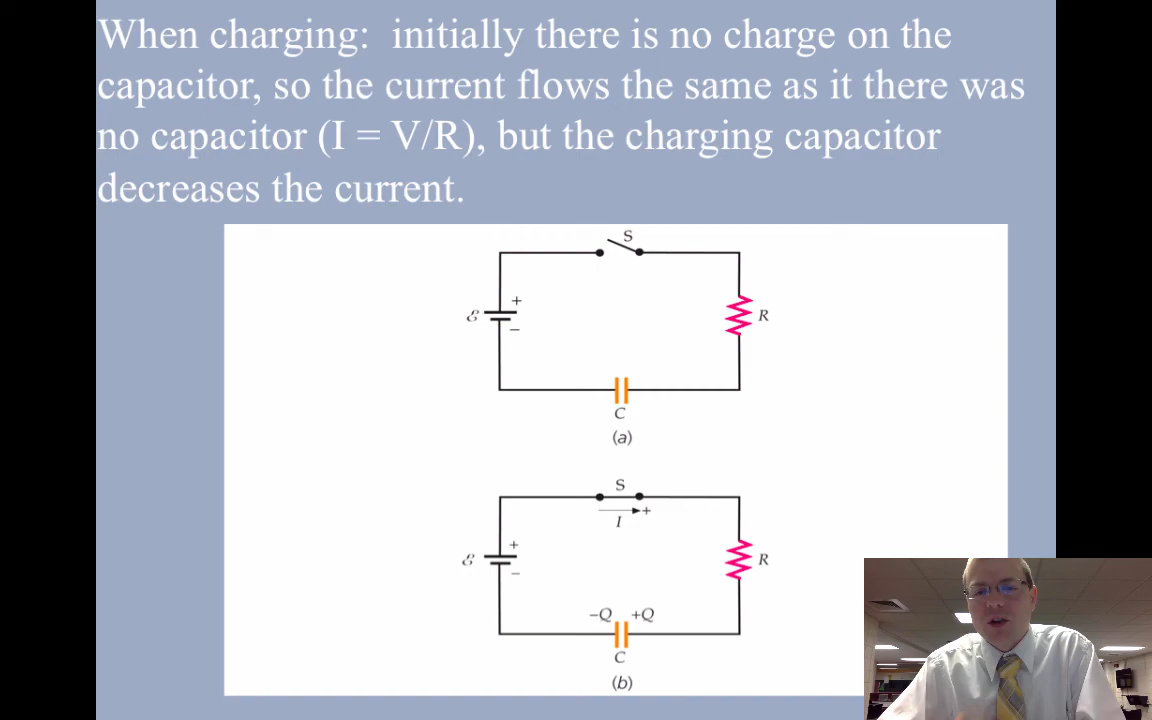 When charging:  initially there is no charge on the
capacitor, so the current flows the same as it there was
no capacitor (I = V/R), but the charging capacitor
decreases the current.
S
ℰ + −
R
C
(a)
S
I +
ℰ + −
R
−Q +Q
C
(b)